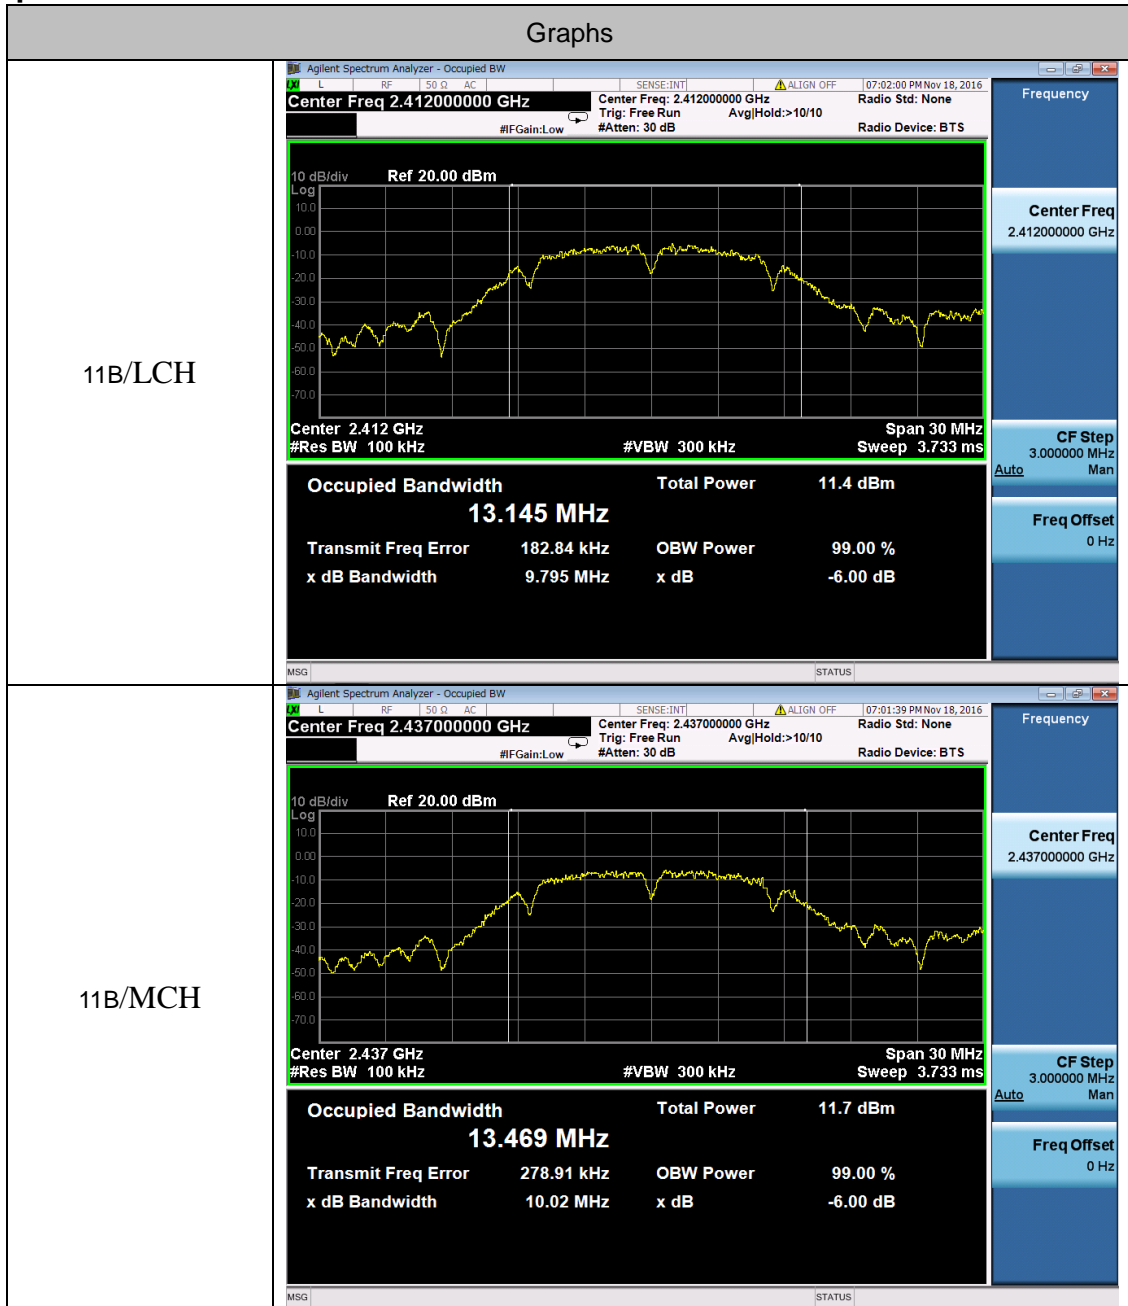 Graphs
11B/LCH
Agilent Spectrum Analyzer - Occupied BW
LXI L RF 50 Ω AC SENSE:INT ALIGN OFF 07:02:00 PM Nov 18, 2016
Center Freq 2.412000000 GHz
Center Freq: 2.412000000 GHz
Radio Std: None
Trig: Free Run Avg|Hold:>10/10
#IFGain:Low
#Atten: 30 dB
Radio Device: BTS
10 dB/div Ref 20.00 dBm
Log
10.0
0.00
-10.0
-20.0
-30.0
-40.0
-50.0
-60.0
-70.0
Center 2.412 GHz Span 30 MHz
#Res BW 100 kHz #VBW 300 kHz Sweep 3.733 ms
Occupied Bandwidth Total Power 11.4 dBm
13.145 MHz
Transmit Freq Error 182.84 kHz OBW Power 99.00 %
x dB Bandwidth 9.795 MHz x dB -6.00 dB
MSG STATUS
Frequency
Center Freq
2.412000000 GHz
CF Step
3.000000 MHz
Auto Man
Freq Offset
0 Hz
11B/MCH
Agilent Spectrum Analyzer - Occupied BW
LXI L RF 50 Ω AC SENSE:INT ALIGN OFF 07:01:39 PM Nov 18, 2016
Center Freq 2.437000000 GHz
Center Freq: 2.437000000 GHz
Radio Std: None
Trig: Free Run Avg|Hold:>10/10
#IFGain:Low
#Atten: 30 dB
Radio Device: BTS
10 dB/div Ref 20.00 dBm
Log
10.0
0.00
-10.0
-20.0
-30.0
-40.0
-50.0
-60.0
-70.0
Center 2.437 GHz Span 30 MHz
#Res BW 100 kHz #VBW 300 kHz Sweep 3.733 ms
Occupied Bandwidth Total Power 11.7 dBm
13.469 MHz
Transmit Freq Error 278.91 kHz OBW Power 99.00 %
x dB Bandwidth 10.02 MHz x dB -6.00 dB
MSG STATUS
Frequency
Center Freq
2.437000000 GHz
CF Step
3.000000 MHz
Auto Man
Freq Offset
0 Hz